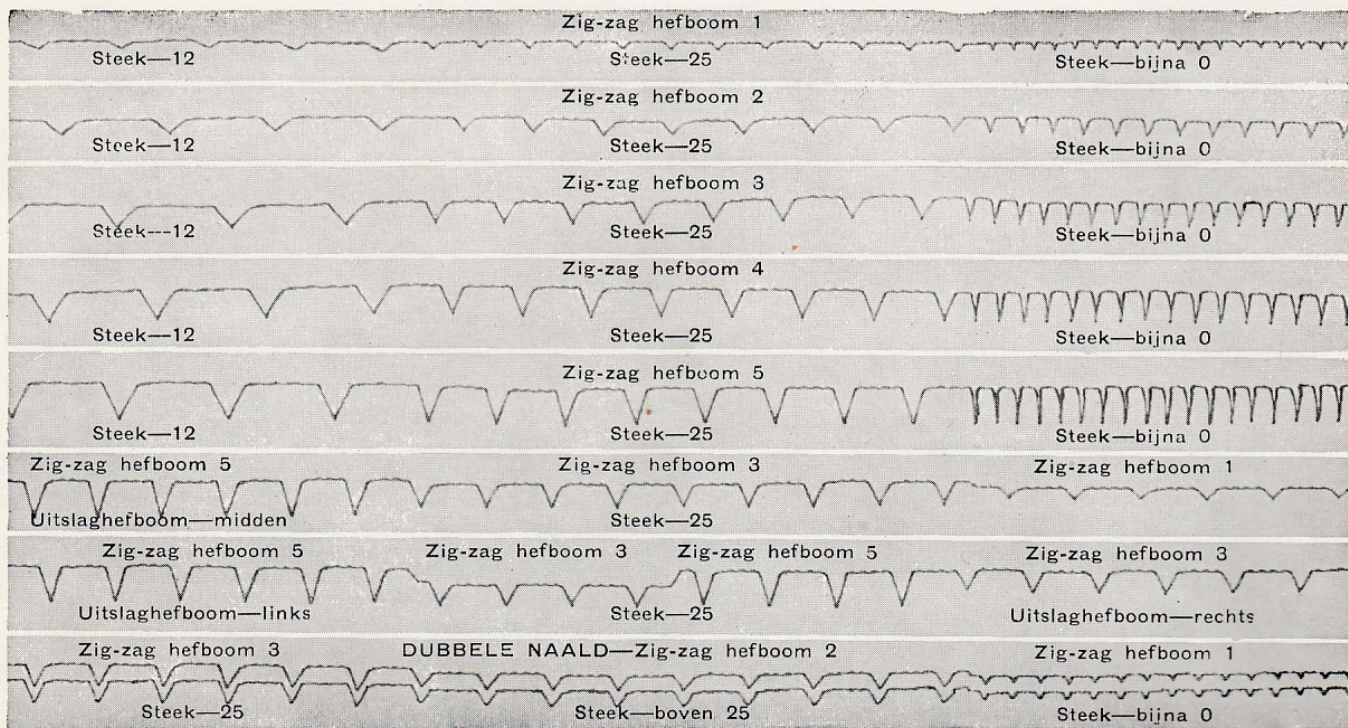 Zig-zag hefboom 1
Steek—12 Steek—25 Steek—bijna 0
Zig-zag hefboom 2
Steek—12 Steek—25 Steek—bijna 0
Zig-zag hefboom 3
Steek---12 Steek—25 Steek—bijna 0
Zig-zag hefboom 4
Steek—12 Steek—25 Steek—bijna 0
Zig-zag hefboom 5
Steek—12 Steek—25 Steek—bijna 0
Zig-zag hefboom 5 Zig-zag hefboom 3 Zig-zag hefboom 1
Uitslaghefboom—midden Steek—25
Zig-zag hefboom 5 Zig-zag hefboom 3 Zig-zag hefboom 5 Zig-zag hefboom 3
Uitslaghefboom—links Steek—25 Uitslaghefboom—rechts
Zig-zag hefboom 3 DUBBELE NAALD—Zig-zag hefboom 2 Zig-zag hefboom 1
Steek—25 Steek—boven 25 Steek—bijna 0